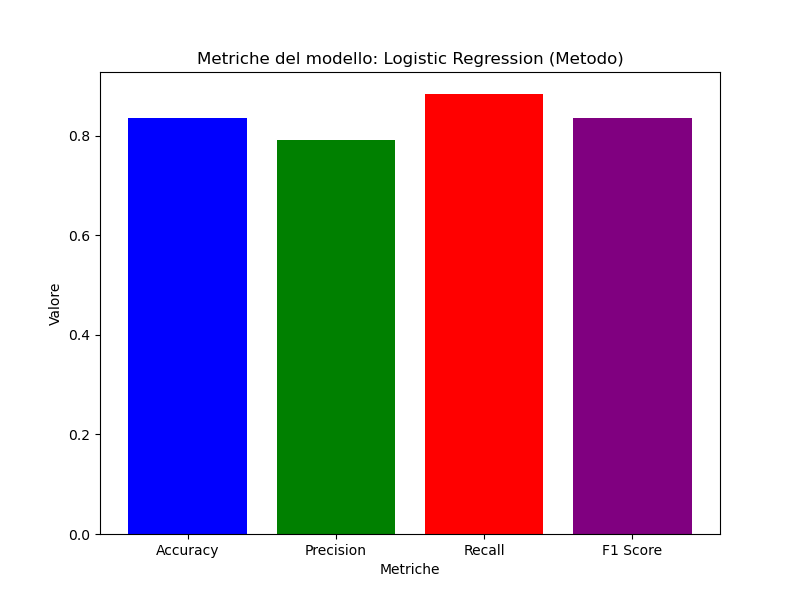 Metriche del modello: Logistic Regression (Metodo)
0.8
0.6
0.4
0.2
0.0
Valore
Accuracy Precision Recall F1 Score
Metriche